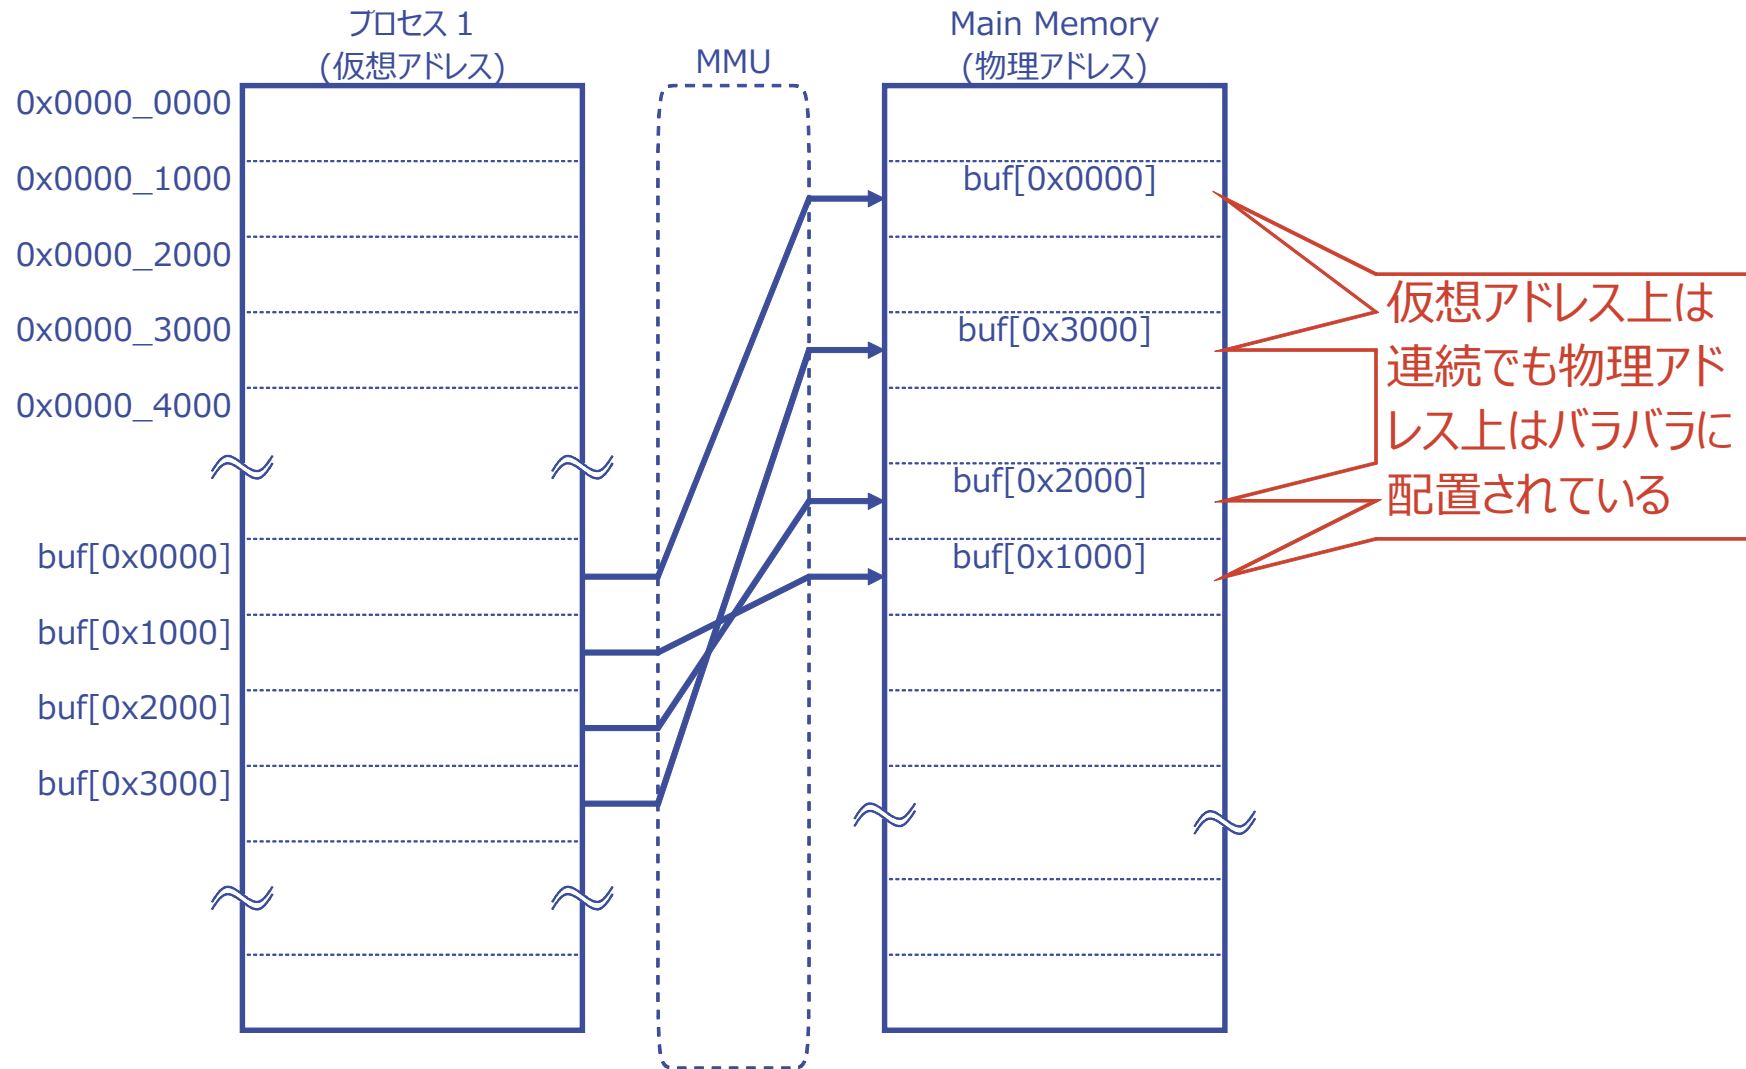 プロセス 1
(仮想アドレス)
MMU
Main Memory
(物理アドレス)
0x0000_0000
0x0000_1000
0x0000_2000
0x0000_3000
0x0000_4000
buf[0x0000]
buf[0x1000]
buf[0x2000]
buf[0x3000]
buf[0x0000]
buf[0x3000]
buf[0x2000]
buf[0x1000]
仮想アドレス上は
連続でも物理アド
レス上はバラバラに
配置されている